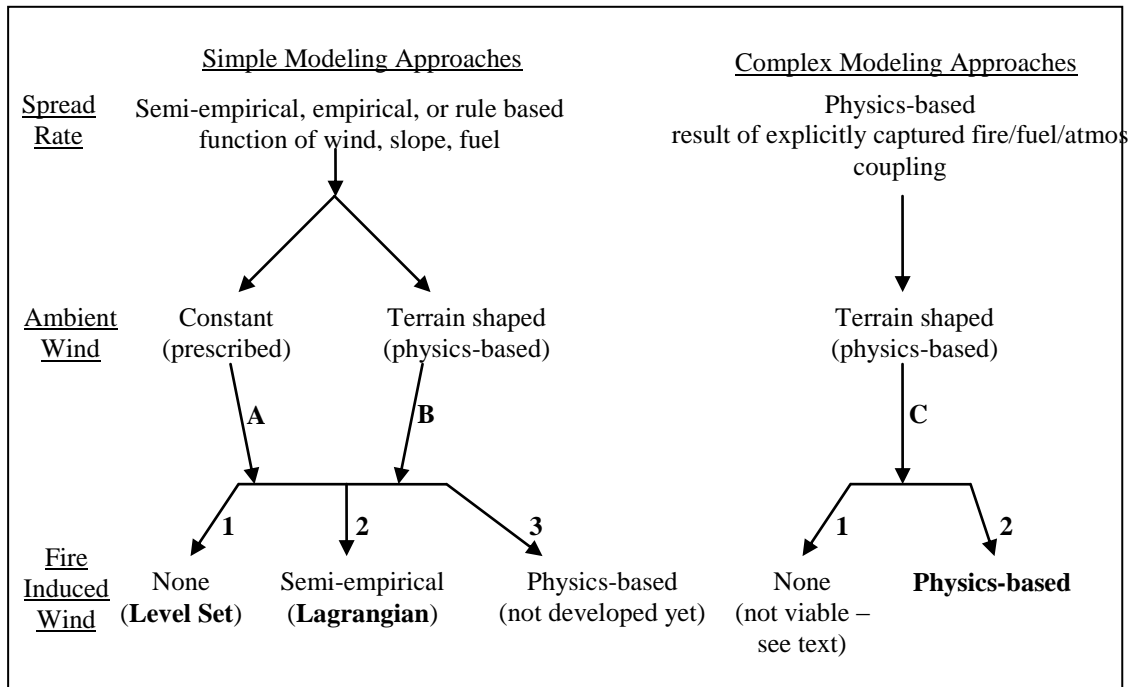 Simple Modeling Approaches
Complex Modeling Approaches
Spread
Rate
Semi-empirical, empirical, or rule based
function of wind, slope, fuel
Physics-based
result of explicitly captured fire/fuel/atmos
coupling
Ambient
Wind
Constant
(prescribed)
Terrain shaped
(physics-based)
Terrain shaped
(physics-based)
A
B
C
1
2
3
1
2
Fire
Induced
Wind
None
(Level Set)
Semi-empirical
(Lagrangian)
Physics-based
(not developed yet)
None
(not viable –
see text)
Physics-based